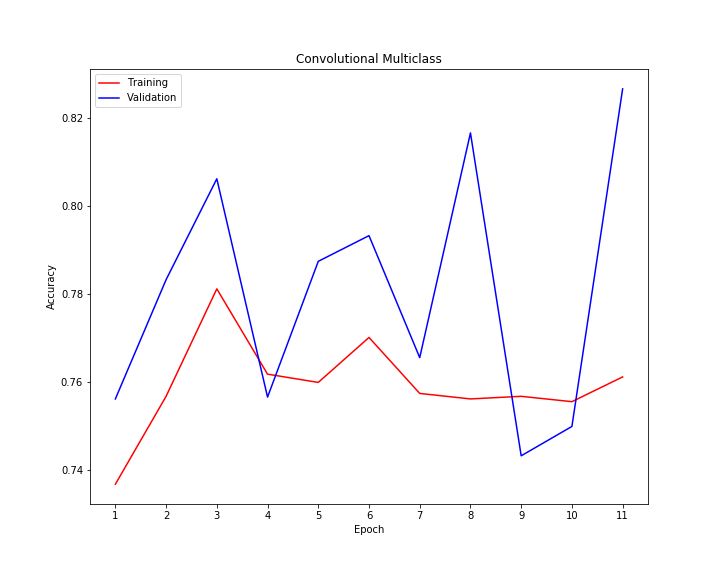 Convolutional Multiclass
Training
Validation
0.82
0.80
0.78
0.76
0.74
Accuracy
1 2 3 4 5 6 7 8 9 10 11
Epoch